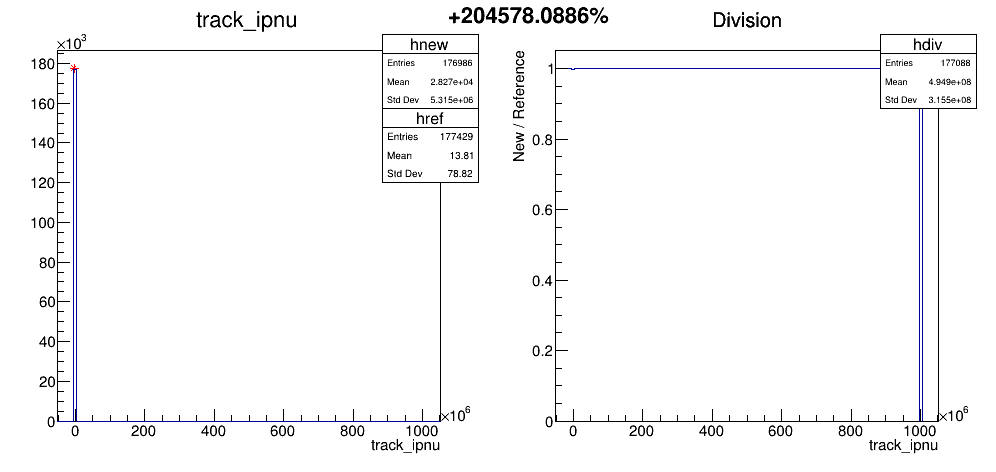 track_ipnu
+204578.0886%
Division
×10³
hnew
Entries 176986
Mean 2.827e+04
Std Dev 5.315e+06
href
Entries 177429
Mean 13.81
Std Dev 78.82
180
160
140
120
100
80
60
40
20
0
0 200 400 600 800 1000
×10⁶
track_ipnu
New / Reference
hdiv
Entries 177088
Mean 4.949e+08
Std Dev 3.155e+08
1
0.8
0.6
0.4
0.2
0
0 200 400 600 800 1000
×10⁶
track_ipnu